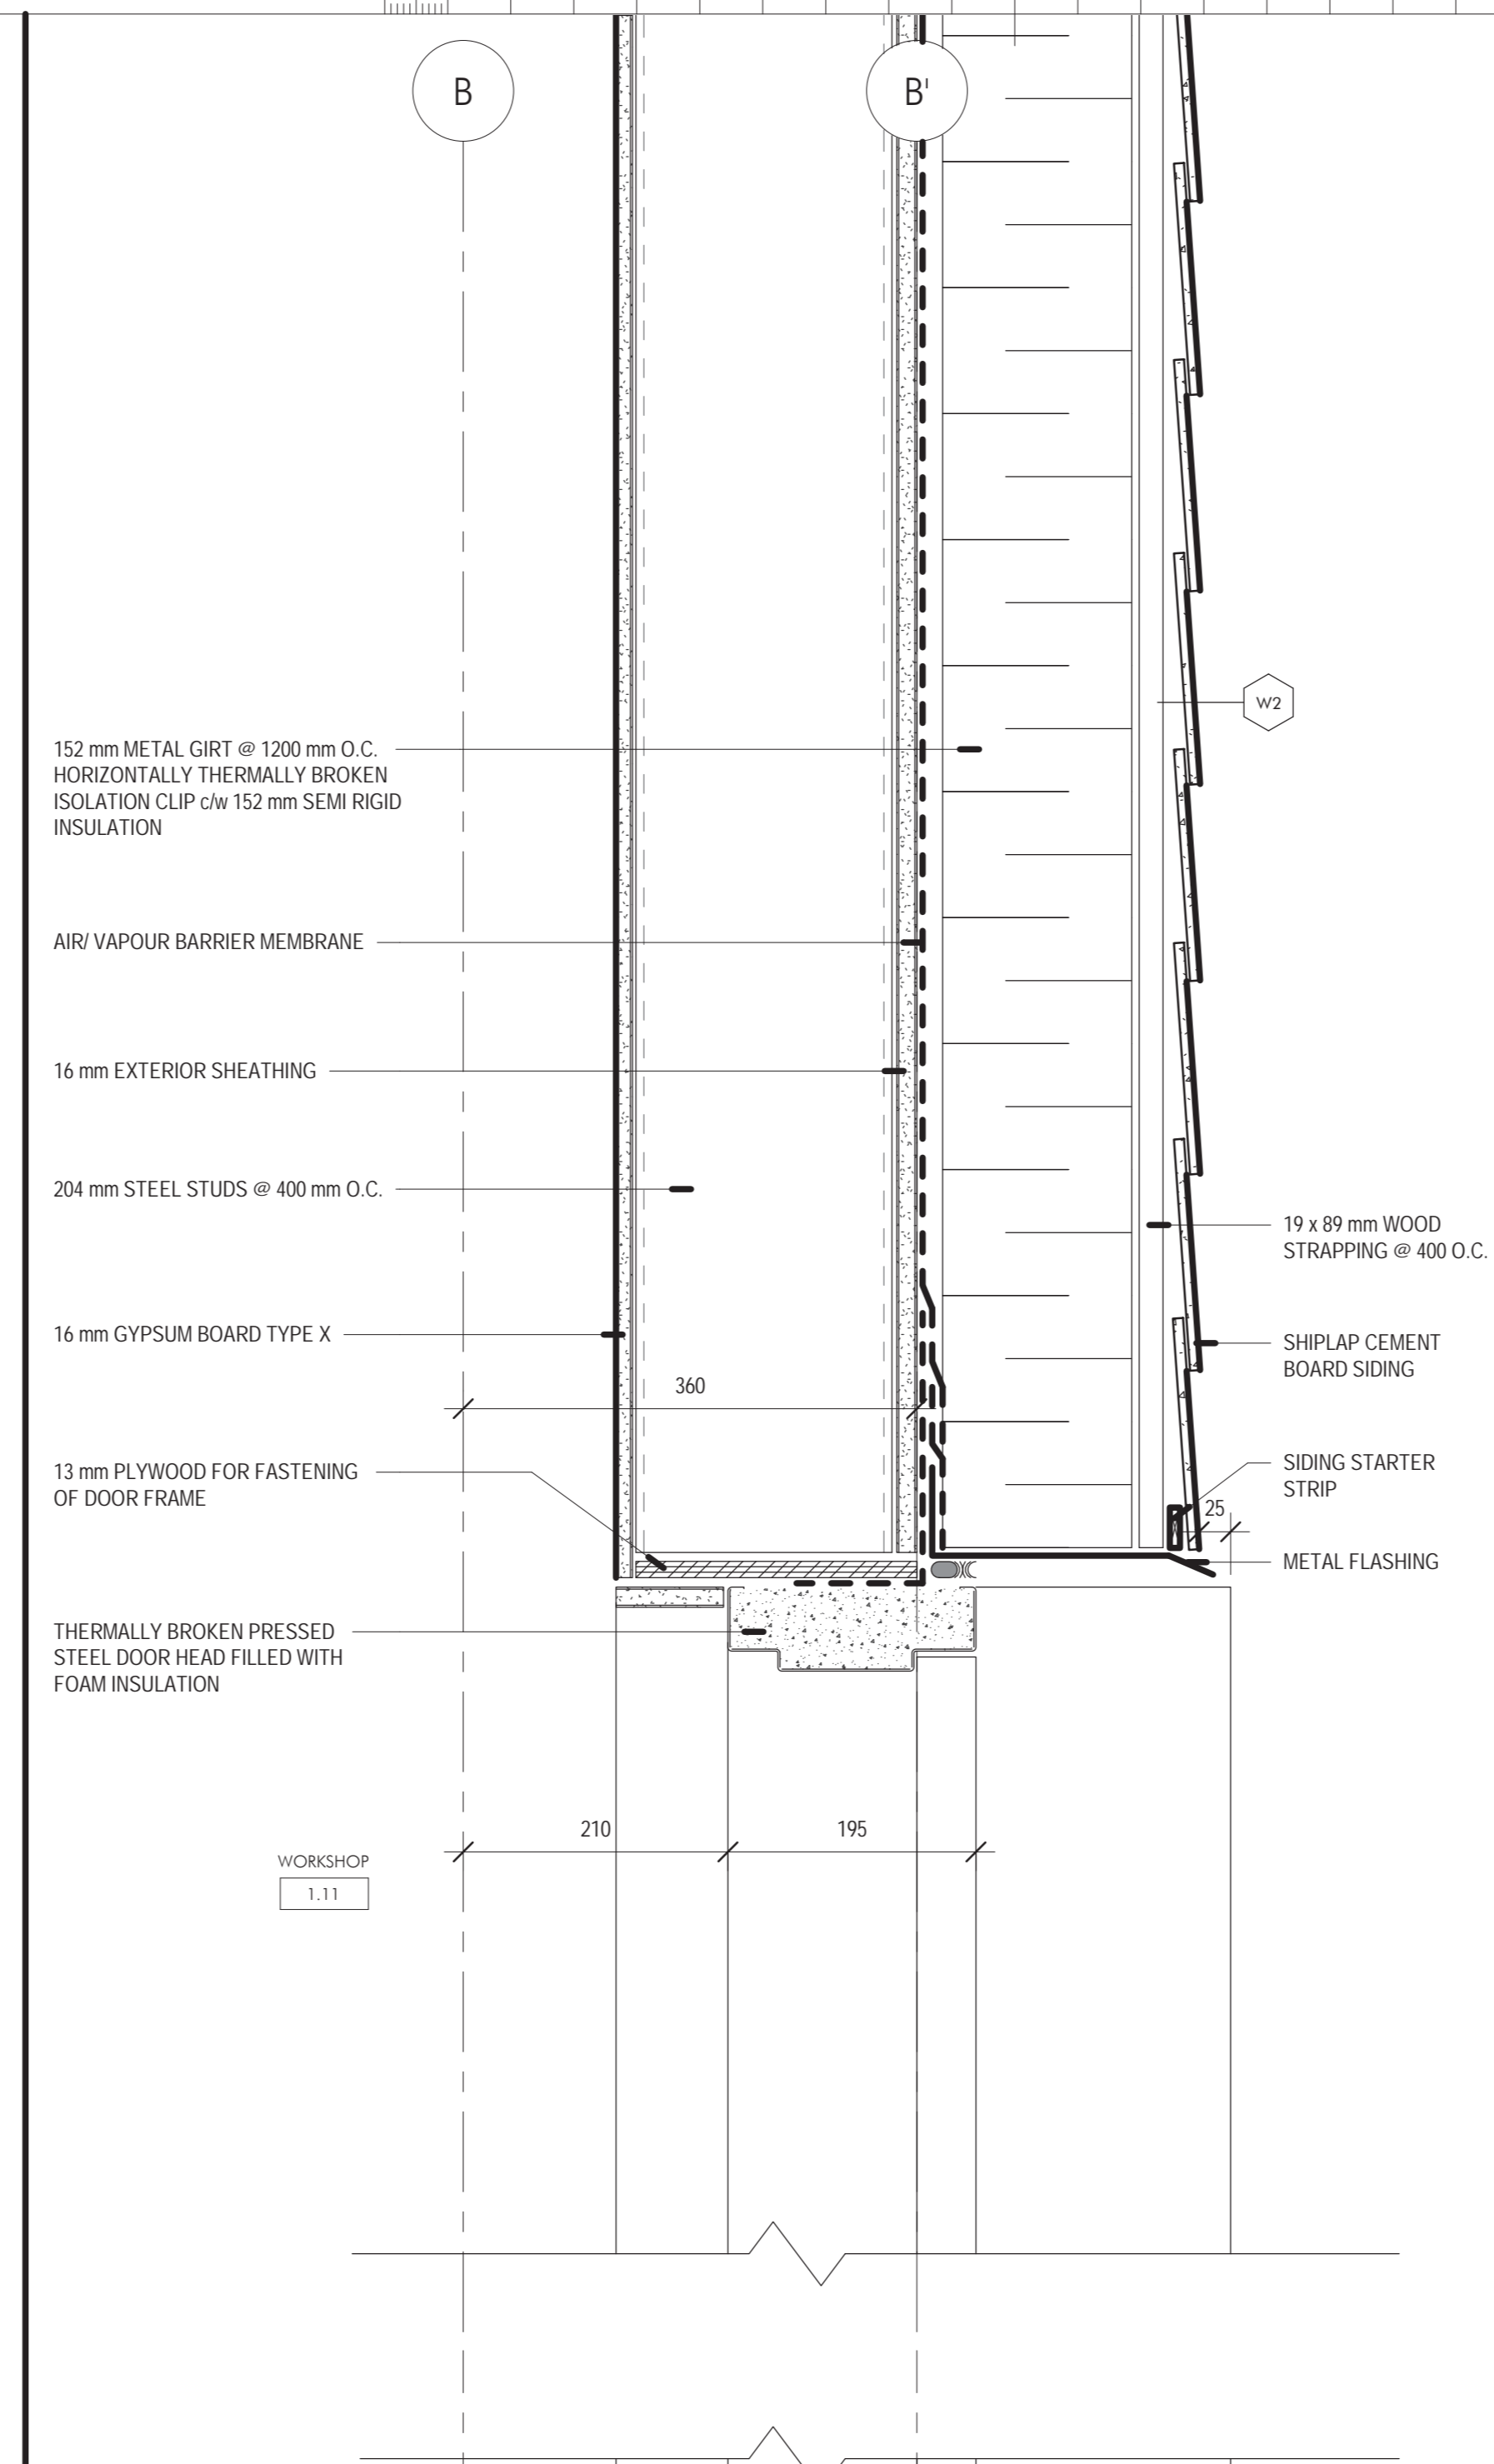 B
B'
W2
152 mm METAL GIRT @ 1200 mm O.C.
HORIZONTALLY THERMALLY BROKEN
ISOLATION CLIP c/w 152 mm SEMI RIGID
INSULATION
AIR/ VAPOUR BARRIER MEMBRANE
16 mm EXTERIOR SHEATHING
204 mm STEEL STUDS @ 400 mm O.C.
19 x 89 mm WOOD
STRAPPING @ 400 O.C.
16 mm GYPSUM BOARD TYPE X
SHIPLAP CEMENT
BOARD SIDING
360
13 mm PLYWOOD FOR FASTENING
OF DOOR FRAME
SIDING STARTER
STRIP
25
METAL FLASHING
THERMALLY BROKEN PRESSED
STEEL DOOR HEAD FILLED WITH
FOAM INSULATION
210
195
WORKSHOP
1.11